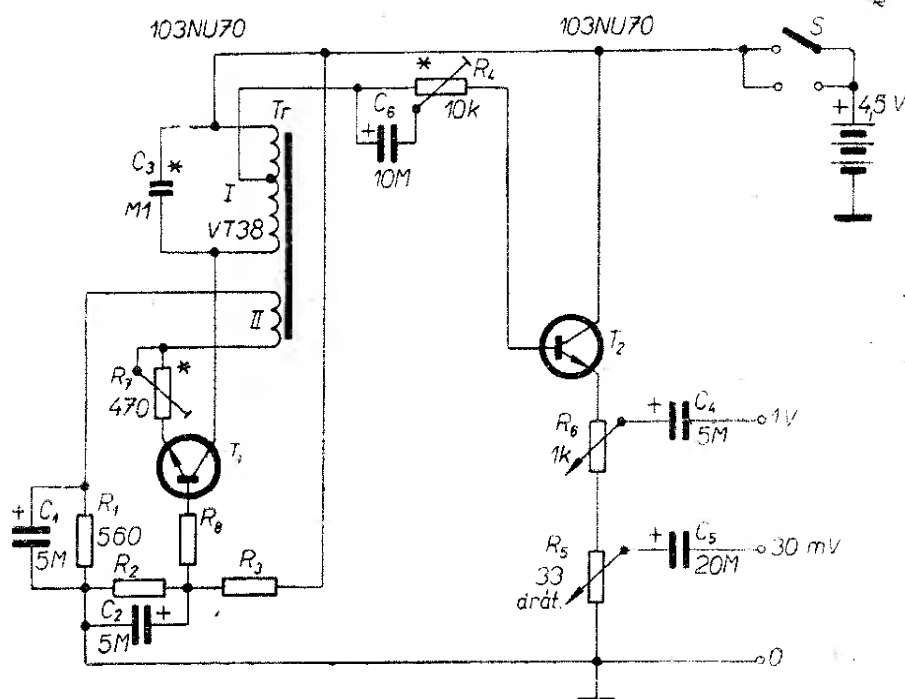 103NU70
103NU70
S
+ 4,5 V
* R₄
10k
C₆
+
10M
Tr
C₃ *
M1
I
VT38
II
R₇ *
470
T₁
T₂
R₆
1k
+ C₄
5M
1V
+ C₁
5M
R₁
560
R₈
R₂
R₃
C₂ +
5M
R₅
33
drát.
+ C₅
20M
30 mV
0